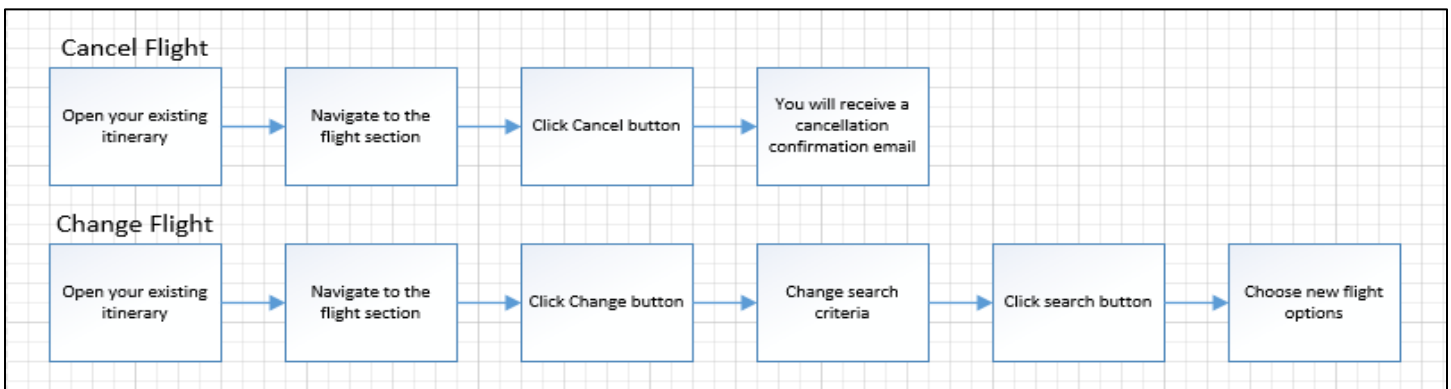 Cancel Flight
Open your existing
itinerary
Navigate to the
flight section
Click Cancel button
You will receive a
cancellation
confirmation email
Change Flight
Open your existing
itinerary
Navigate to the
flight section
Click Change button
Change search
criteria
Click search button
Choose new flight
options